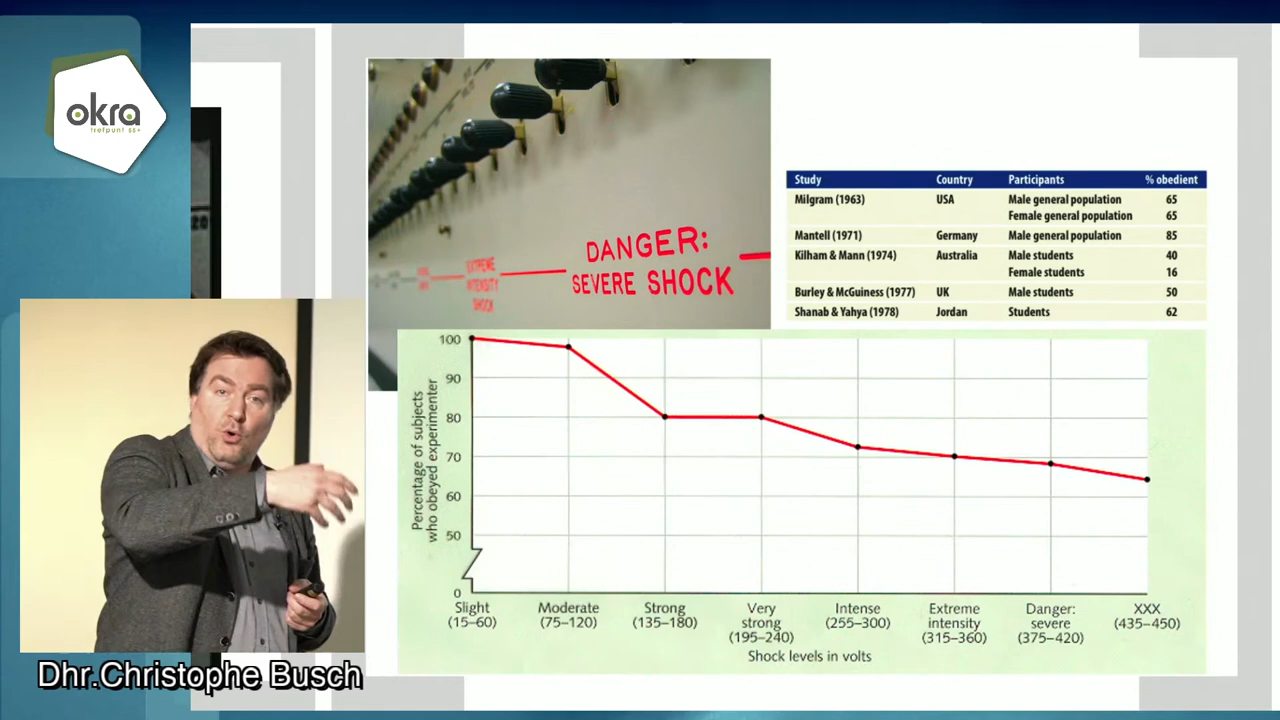 okra
trefpunt 55+
EXTREME
INTENSITY
SHOCK
DANGER:
SEVERE SHOCK
Study Country Participants % obedient
Milgram (1963) USA Male general population 65
Female general population 65
Mantell (1971) Germany Male general population 85
Kilham & Mann (1974) Australia Male students 40
Female students 16
Burley & McGuiness (1977) UK Male students 50
Shanab & Yahya (1978) Jordan Students 62
Percentage of subjects
who obeyed experimenter
100
90
80
70
60
50
0
Slight
(15–60)
Moderate
(75–120)
Strong
(135–180)
Very
strong
(195–240)
Intense
(255–300)
Extreme
intensity
(315–360)
Danger:
severe
(375–420)
XXX
(435–450)
Shock levels in volts
Dhr.Christophe Busch